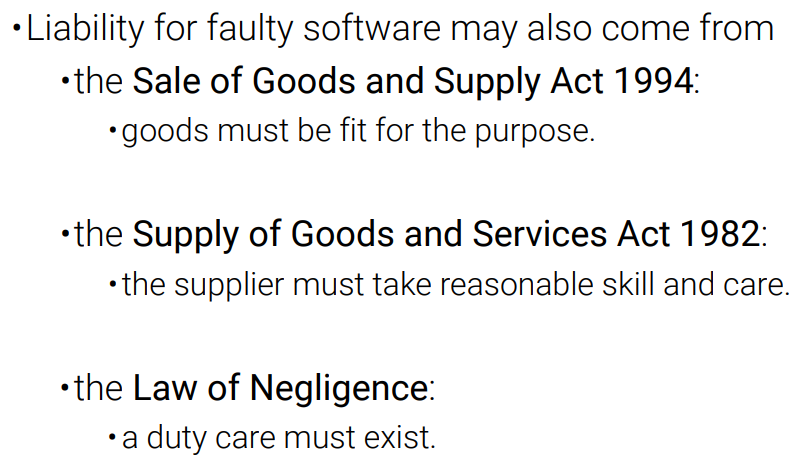 •Liability for faulty software may also come from
•the Sale of Goods and Supply Act 1994:
•goods must be fit for the purpose.
•the Supply of Goods and Services Act 1982:
•the supplier must take reasonable skill and care.
•the Law of Negligence:
•a duty care must exist.